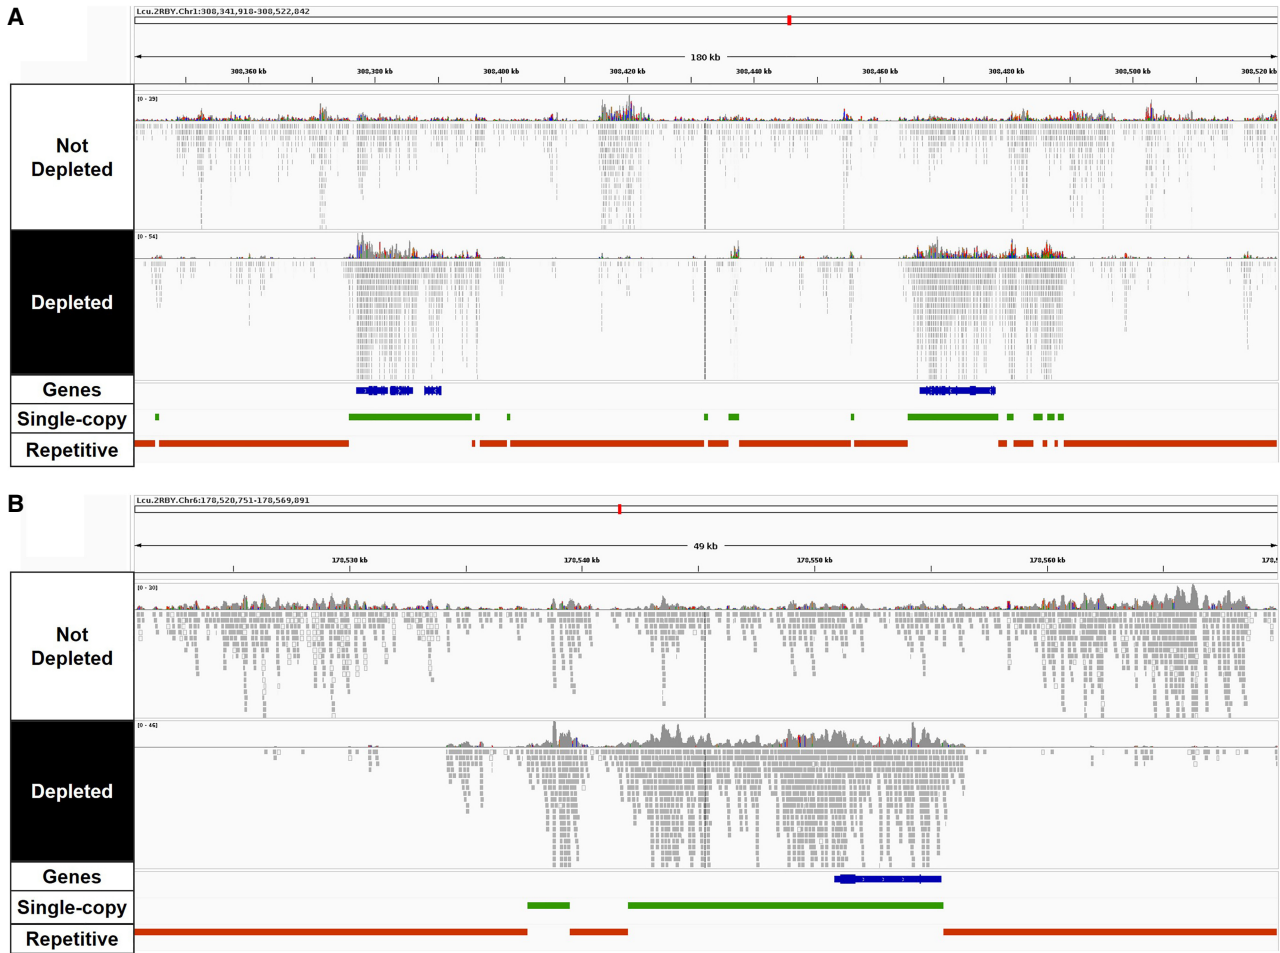 A
Lcu.2RBY.Chr1:308,341,918-308,522,842
180 kb
308,360 kb 308,380 kb 308,400 kb 308,420 kb 308,440 kb 308,460 kb 308,480 kb 308,500 kb 308,520 kb
[0 - 39]
Not
Depleted
[0 - 54]
Depleted
Genes
Single-copy
Repetitive
B
Lcu.2RBY.Chr6:178,520,751-178,569,891
49 kb
178,530 kb 178,540 kb 178,550 kb 178,560 kb
[0 - 30]
Not
Depleted
[0 - 46]
Depleted
Genes
Single-copy
Repetitive